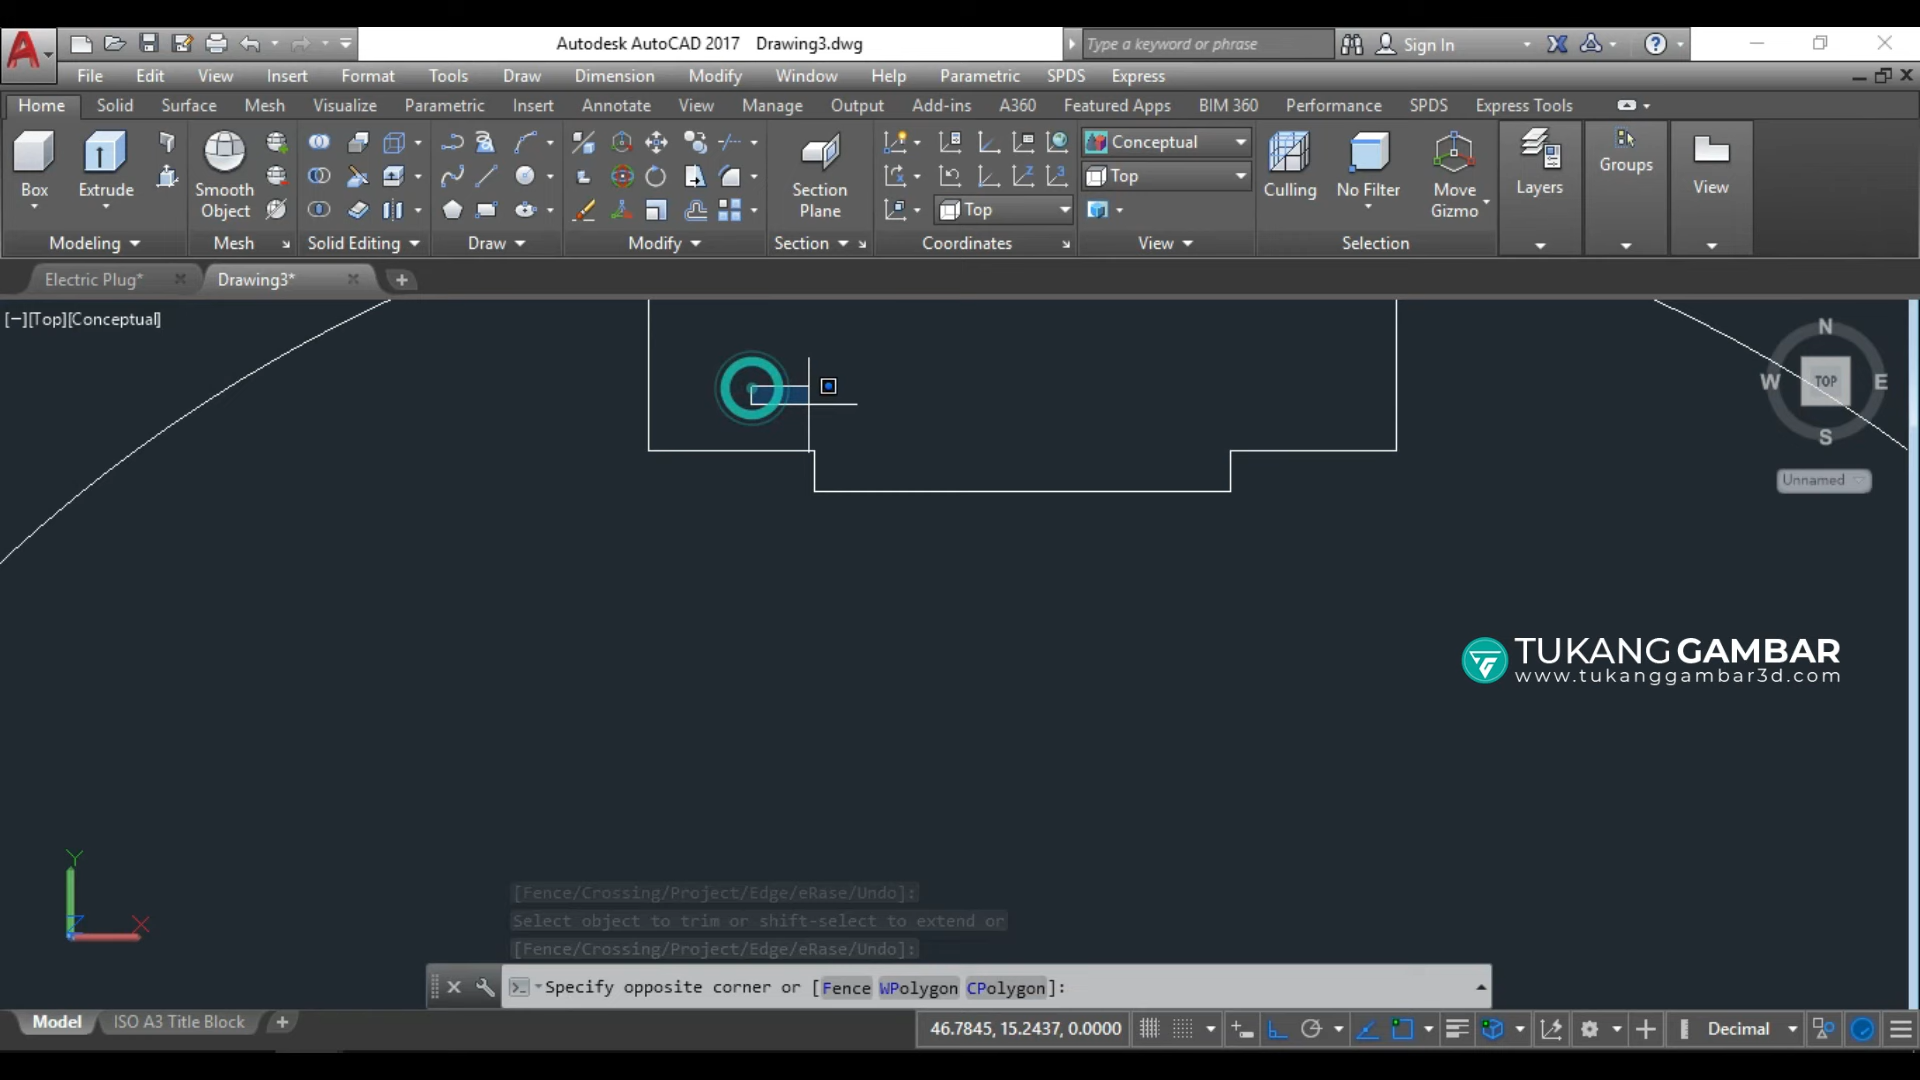 Autodesk AutoCAD 2017 Drawing3.dwg
Type a keyword or phrase
Sign In
File Edit View Insert Format Tools Draw Dimension Modify Window Help Parametric SPDS Express
Home Solid Surface Mesh Visualize Parametric Insert Annotate View Manage Output Add-ins A360 Featured Apps BIM 360 Performance SPDS Express Tools
Box
Extrude
Smooth
Object
Section
Plane
Top
Conceptual
Top
Culling
No Filter
Move
Gizmo
Layers
Groups
View
Modeling Mesh Solid Editing Draw Modify Section Coordinates View Selection
Electric Plug* Drawing3*
[−][Top][Conceptual]
N
W TOP E
S
Unnamed
TUKANG GAMBAR
www.tukanggambar3d.com
Y
Z X
[Fence/Crossing/Project/Edge/eRase/Undo]:
Select object to trim or shift-select to extend or
[Fence/Crossing/Project/Edge/eRase/Undo]:
Specify opposite corner or [Fence WPolygon CPolygon]:
Model ISO A3 Title Block
46.7845, 15.2437, 0.0000
Decimal